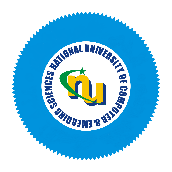 NATIONAL UNIVERSITY OF COMPUTER & EMERGING SCIENCES
nu